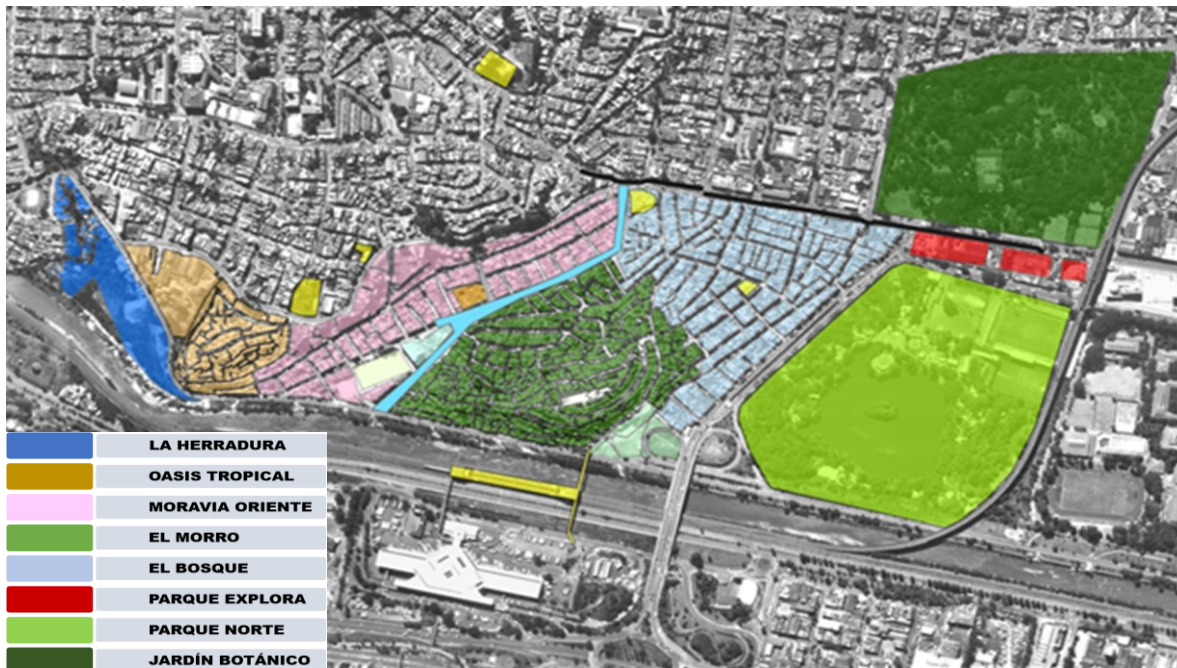 LA HERRADURA
OASIS TROPICAL
MORAVIA ORIENTE
EL MORRO
EL BOSQUE
PARQUE EXPLORA
PARQUE NORTE
JARDÍN BOTÁNICO